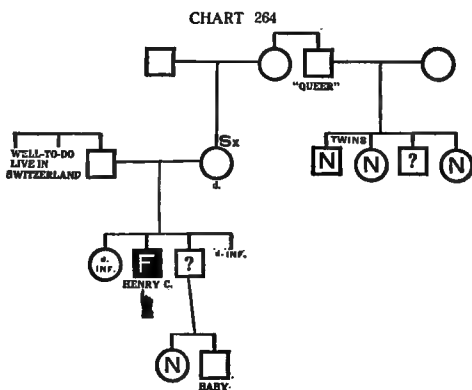 CHART 264
"QUEER"
WELL-TO-DO
LIVE IN
SWITZERLAND
Sx
d.
TWINS
N
N
?
N
d.
INF.
F
HENRY C.
?
d. INF.
N
BABY.